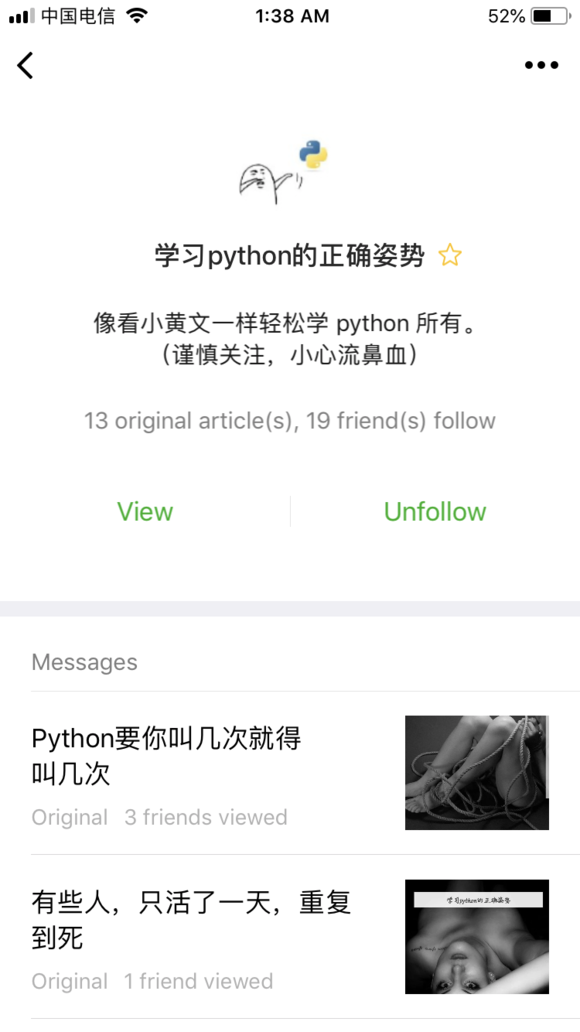 中国电信
1:38 AM
52%
学习python的正确姿势
像看小黄文一样轻松学 python 所有。
（谨慎关注，小心流鼻血）
13 original article(s), 19 friend(s) follow
View
Unfollow
Messages
Python要你叫几次就得
叫几次
Original 3 friends viewed
有些人，只活了一天，重复
到死
学习python的正确姿势
Original 1 friend viewed